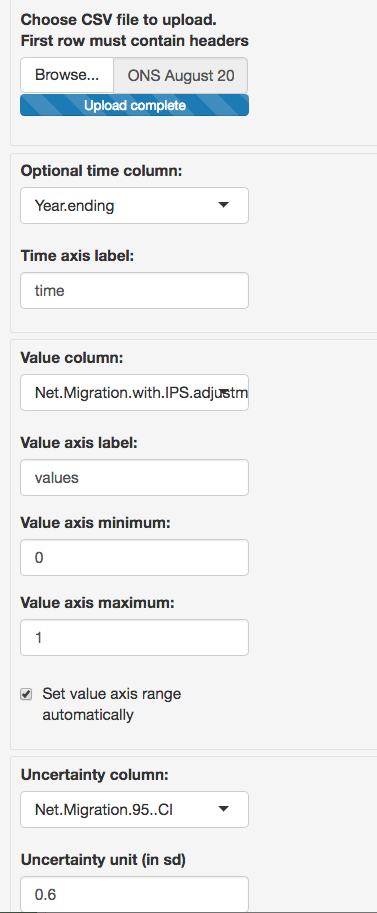 Choose CSV file to upload.
First row must contain headers
Browse... ONS August 20
Upload complete
Optional time column:
Year.ending
Time axis label:
time
Value column:
Net.Migration.with.IPS.adjustm
Value axis label:
values
Value axis minimum:
0
Value axis maximum:
1
Set value axis range
automatically
Uncertainty column:
Net.Migration.95..CI
Uncertainty unit (in sd)
0.6